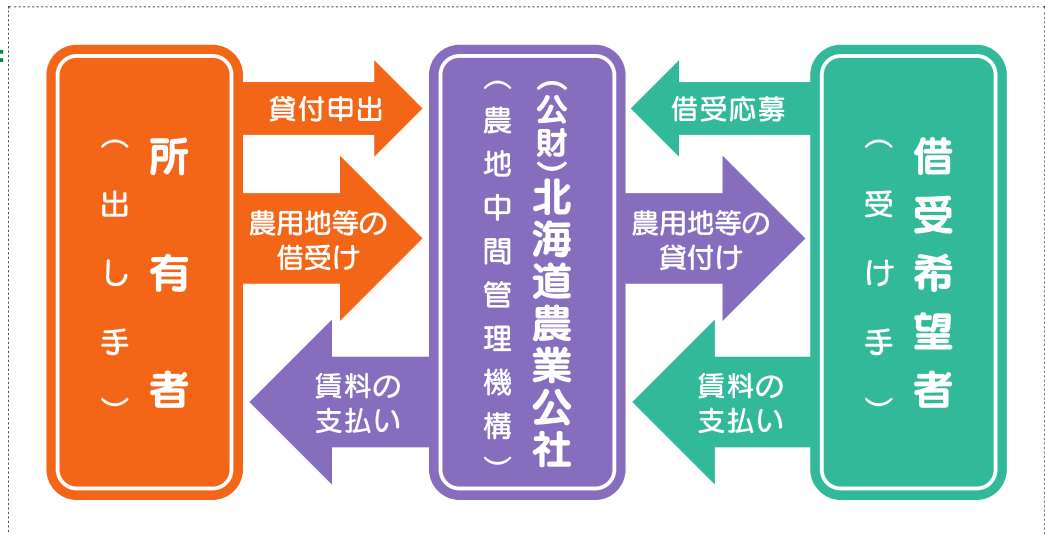 所有者
（出し手）
貸付申出
農用地等の
借受け
賃料の
支払い
（公財）北海道農業公社
（農地中間管理機構）
借受応募
農用地等の
貸付け
賃料の
支払い
借受希望者
（受け手）